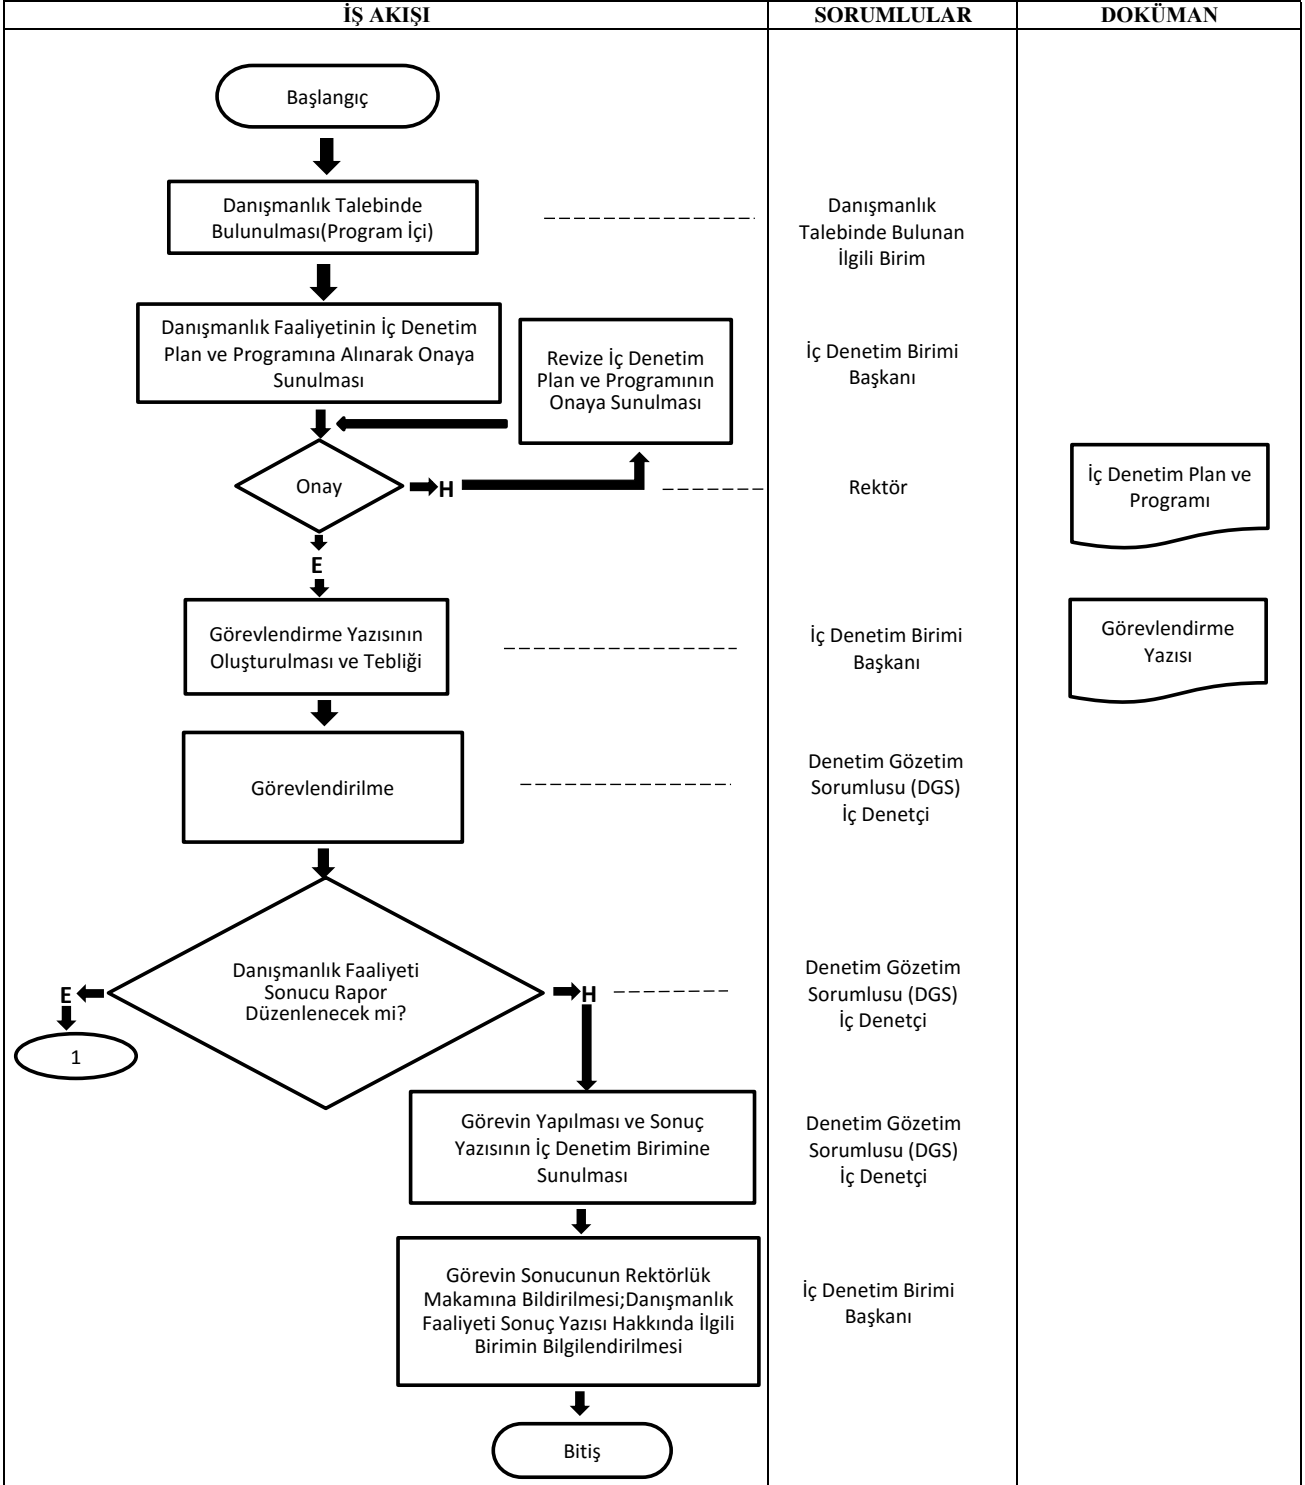 İŞ AKIŞI
SORUMLULAR
DOKÜMAN
Başlangıç
Danışmanlık Talebinde
Bulunulması(Program İçi)
Danışmanlık
Talebinde Bulunan
İlgili Birim
Danışmanlık Faaliyetinin İç Denetim
Plan ve Programına Alınarak Onaya
Sunulması
Revize İç Denetim
Plan ve Programının
Onaya Sunulması
İç Denetim Birimi
Başkanı
Onay
H
Rektör
İç Denetim Plan ve
Programı
E
Görevlendirme Yazısının
Oluşturulması ve Tebliği
İç Denetim Birimi
Başkanı
Görevlendirme
Yazısı
Görevlendirilme
Denetim Gözetim
Sorumlusu (DGS)
İç Denetçi
Danışmanlık Faaliyeti
Sonucu Rapor
Düzenlenecek mi?
E
H
Denetim Gözetim
Sorumlusu (DGS)
İç Denetçi
1
Görevin Yapılması ve Sonuç
Yazısının İç Denetim Birimine
Sunulması
Denetim Gözetim
Sorumlusu (DGS)
İç Denetçi
Görevin Sonucunun Rektörlük
Makamına Bildirilmesi;Danışmanlık
Faaliyeti Sonuç Yazısı Hakkında İlgili
Birimin Bilgilendirilmesi
İç Denetim Birimi
Başkanı
Bitiş